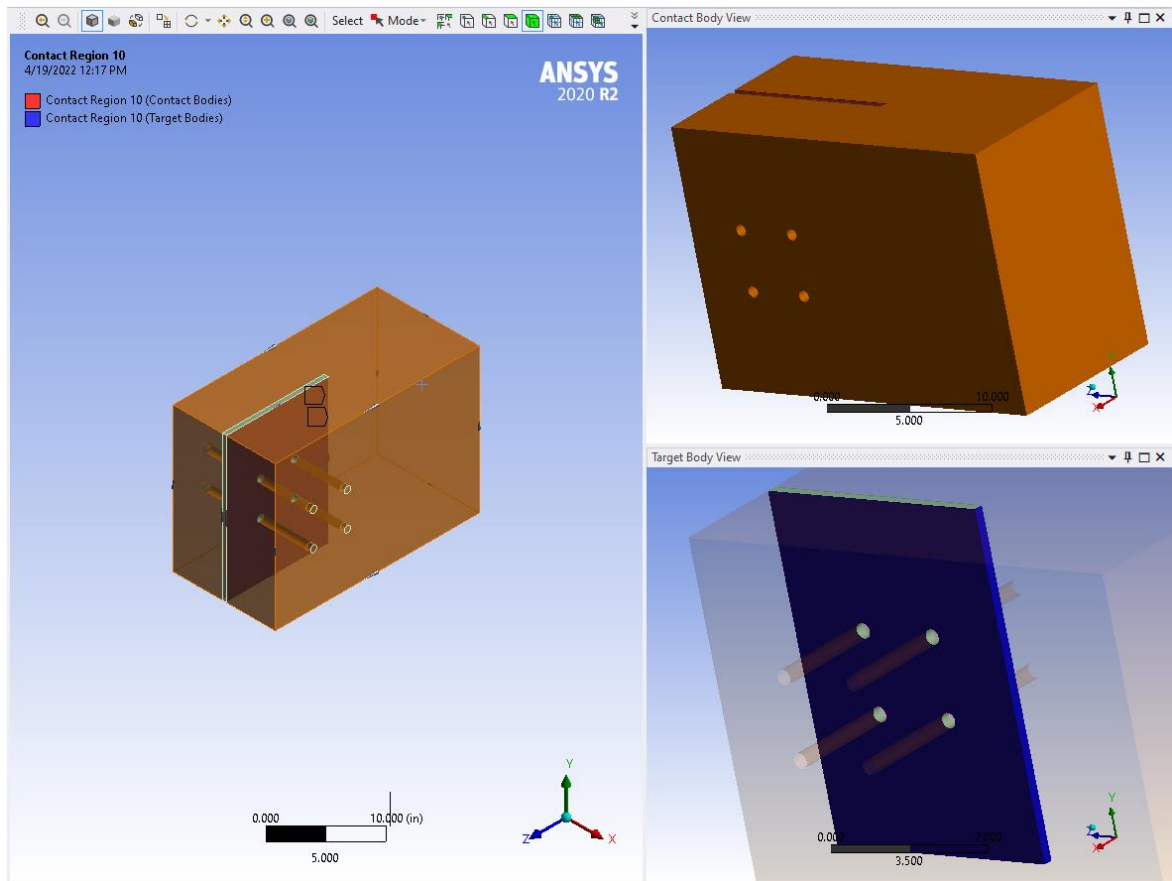 Select Mode
Contact Region 10
4/19/2022 12:17 PM
Contact Region 10 (Contact Bodies)
Contact Region 10 (Target Bodies)
ANSYS
2020 R2
0.000 10.000 (in)
5.000
Y
Z X
Contact Body View
0.000 10.000
5.000
Y
Z
X
Target Body View
0.000 7.000
3.500
Y
Z
X